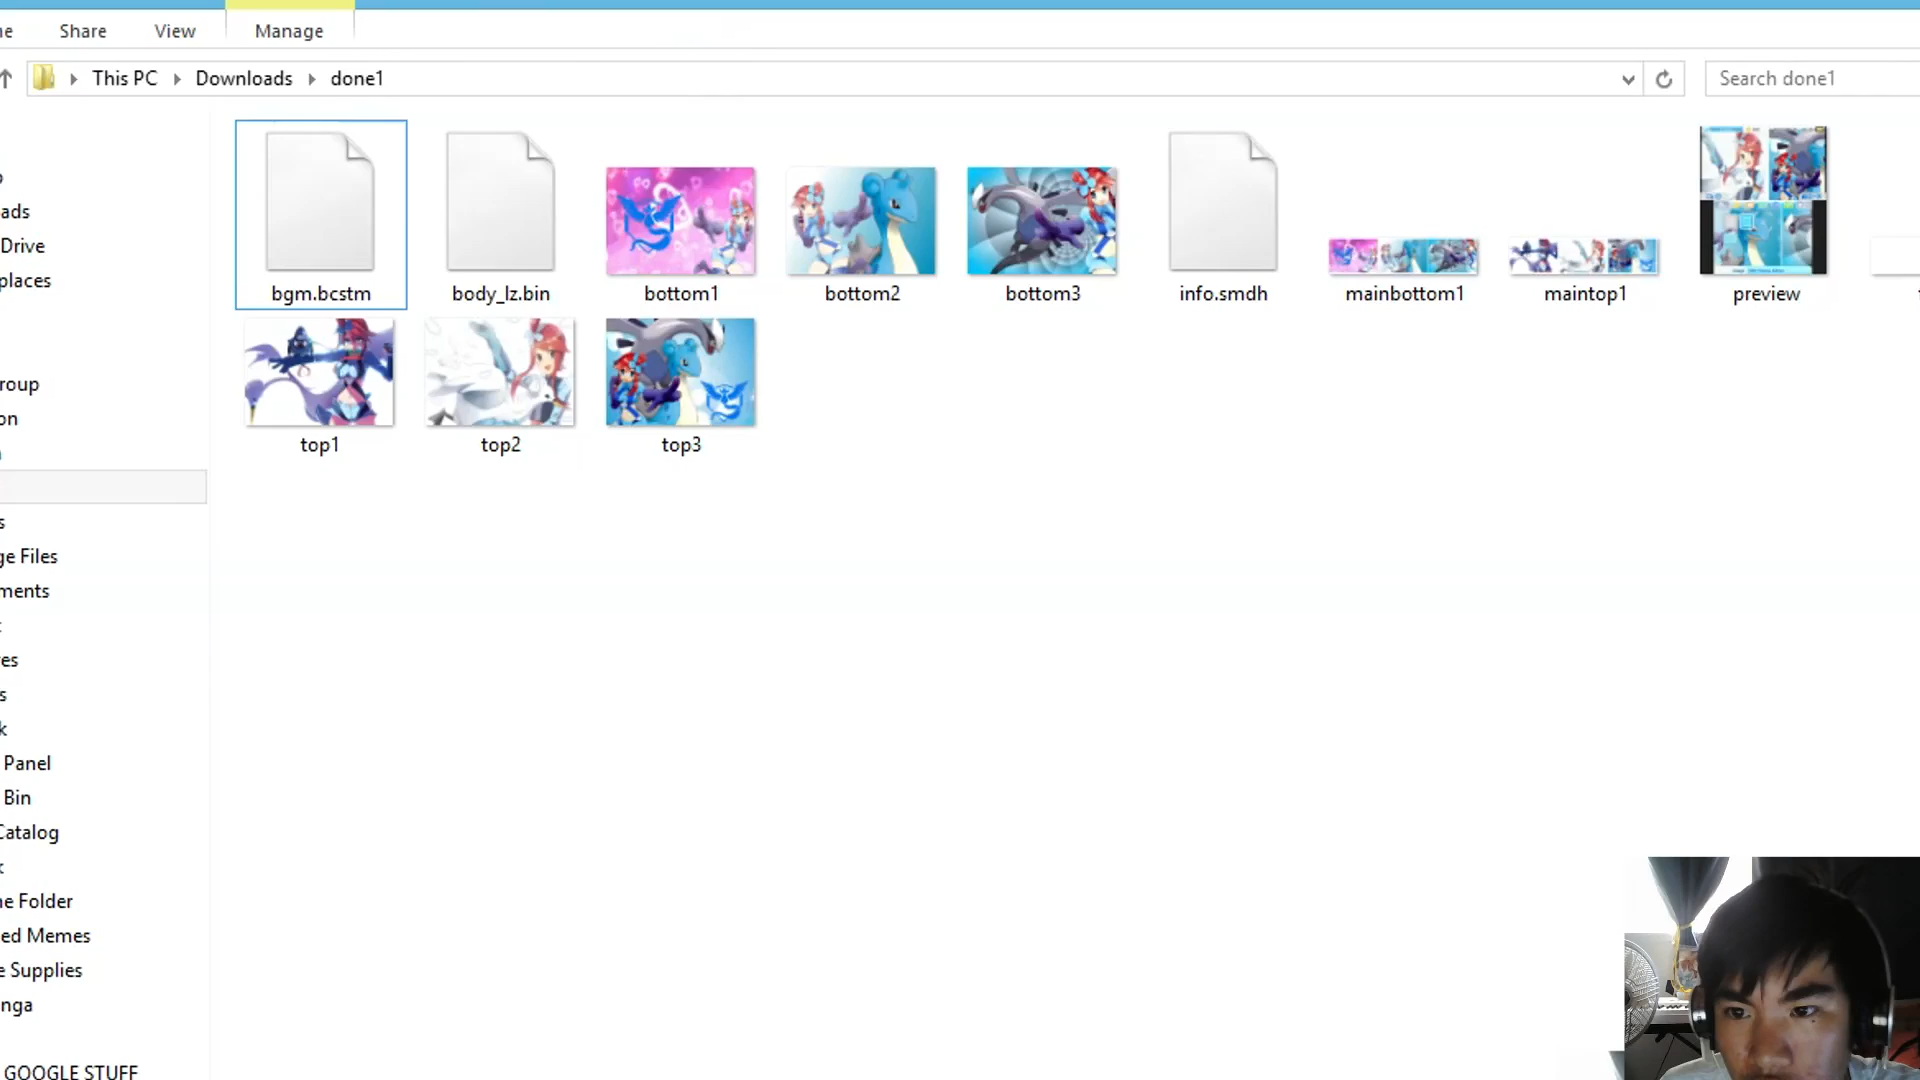 Share View Manage
This PC Downloads done1 Search done1
bgm.bcstm body_lz.bin bottom1 bottom2 bottom3 info.smdh mainbottom1 maintop1 preview
top1 top2 top3
ads
Drive
places
roup
on
ge Files
ments
res
Panel
Bin
Catalog
e Folder
ed Memes
e Supplies
nga
GOOGLE STUFF